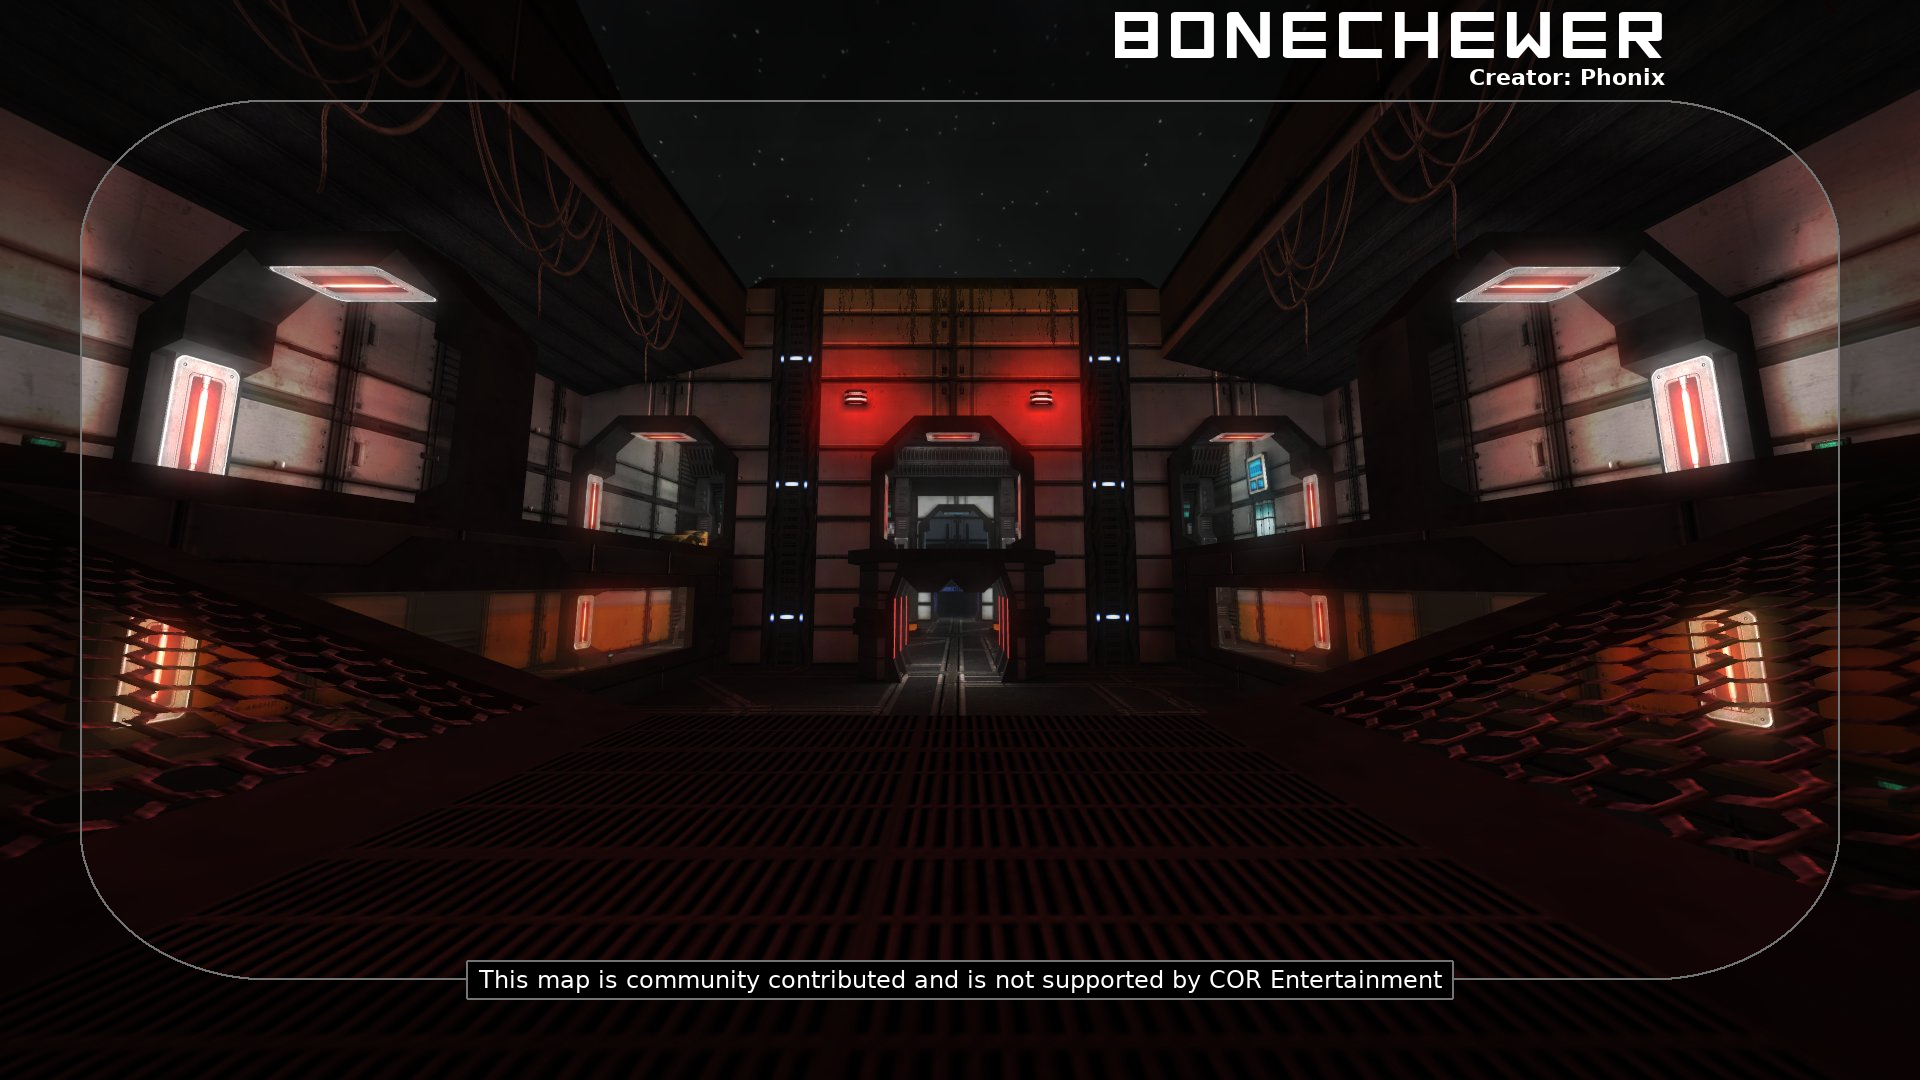 BONECHEWER
Creator: Phonix
This map is community contributed and is not supported by COR Entertainment